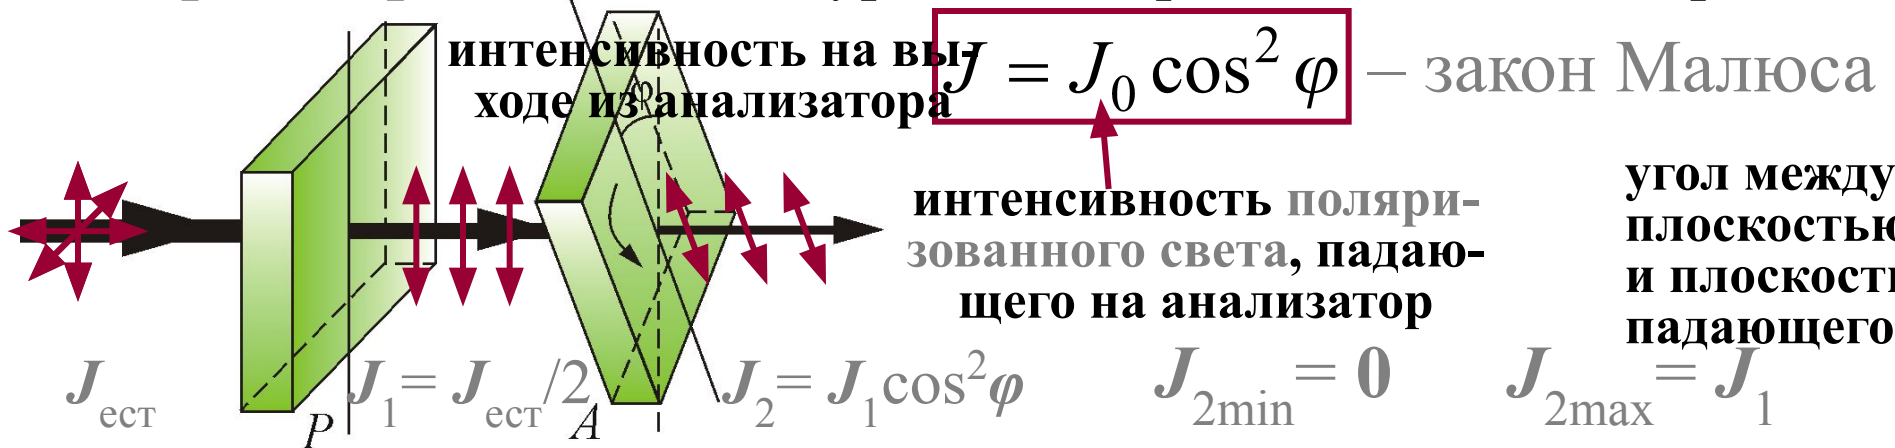 интенсивность на вы-
ходе из анализатора
J = J₀ cos² φ – закон Малюса
φ
интенсивность поляри-
зованного света, падаю-
щего на анализатор
угол между
плоскостью
и плоскость
падающего
Jест
J₁ = Jест/2
J₂ = J₁cos²φ
J₂min = 0
J₂max = J₁
P
A